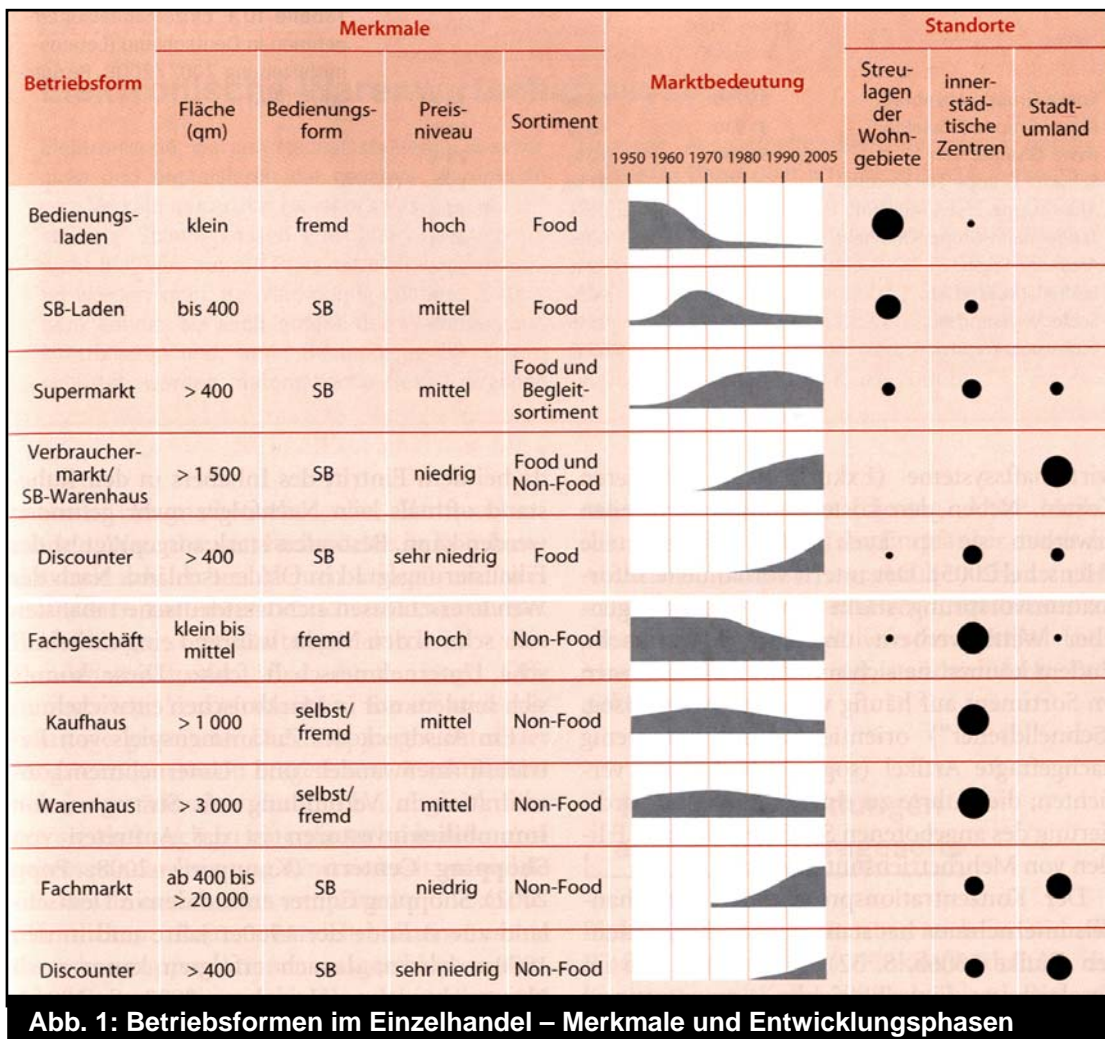 Merkmale
Standorte
Betriebsform
Fläche
(qm)
Bedienungs-
form
Preis-
niveau
Sortiment
Marktbedeutung
1950 1960 1970 1980 1990 2005
Streu-
lagen
der
Wohn-
gebiete
inner-
städ-
tische
Zentren
Stadt-
umland
Bedienungs-
laden
klein
fremd
hoch
Food
SB-Laden
bis 400
SB
mittel
Food
Supermarkt
> 400
SB
mittel
Food und
Begleit-
sortiment
Verbraucher-
markt/
SB-Warenhaus
> 1 500
SB
niedrig
Food und
Non-Food
Discounter
> 400
SB
sehr niedrig
Food
Fachgeschäft
klein bis
mittel
fremd
hoch
Non-Food
Kaufhaus
> 1 000
selbst/
fremd
mittel
Non-Food
Warenhaus
> 3 000
selbst/
fremd
mittel
Non-Food
Fachmarkt
ab 400 bis
> 20 000
SB
niedrig
Non-Food
Discounter
> 400
SB
sehr niedrig
Non-Food
Abb. 1: Betriebsformen im Einzelhandel – Merkmale und Entwicklungsphasen